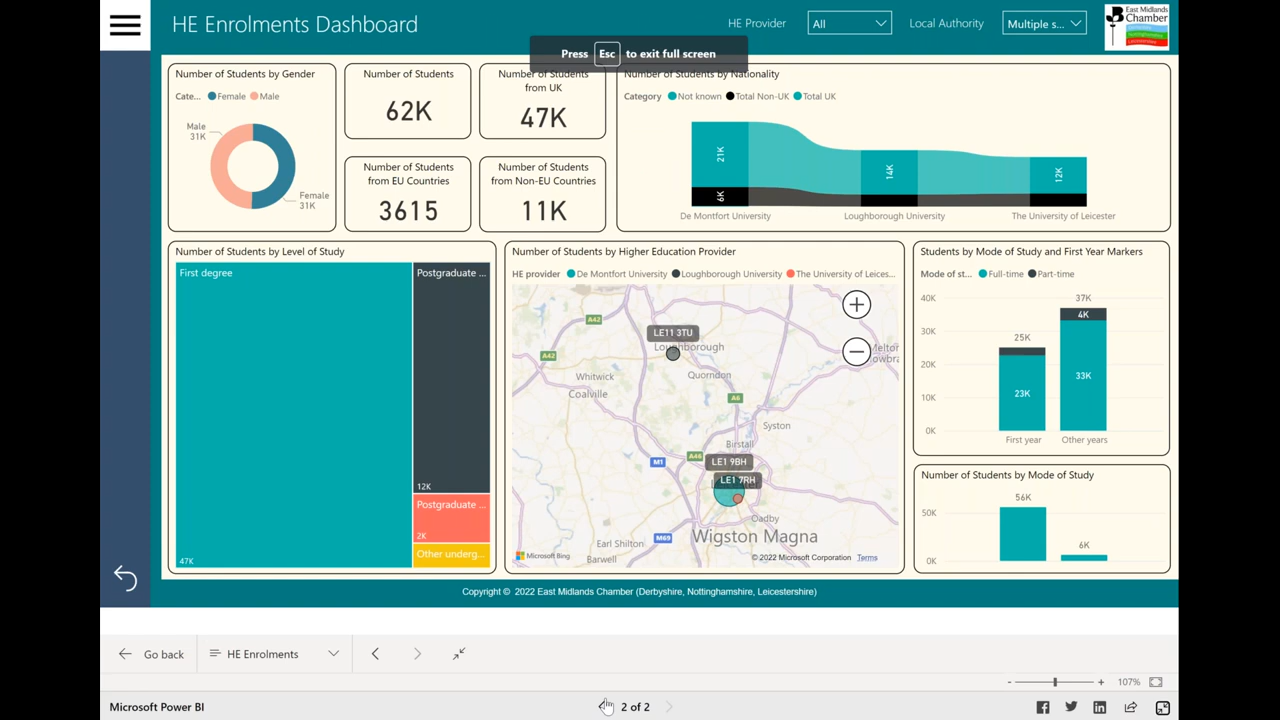 HE Enrolments Dashboard
HE Provider
All
Local Authority
Multiple s...
East Midlands
Chamber
Press Esc to exit full screen
Number of Students by Gender
Cate... Female Male
Male
31K
Female
31K
Number of Students
62K
Number of Students
from UK
47K
Number of Students
from EU Countries
3615
Number of Students
from Non-EU Countries
11K
Number of Students by Nationality
Category Not known Total Non-UK Total UK
21K
6K
14K
12K
De Montfort University
Loughborough University
The University of Leicester
Number of Students by Level of Study
First degree
47K
Postgraduate ...
12K
Postgraduate ...
2K
Other underg...
Number of Students by Higher Education Provider
HE provider De Montfort University Loughborough University The University of Leices...
A42
LE11 3TU
Loughborough
A42
Whitwick
Quorndon
Coalville
A6
Syston
Birstall
A46
M1
LE1 9BH
LE1 7RH
Oadby
Wigston Magna
M69
Earl Shilton
Barwell
Microsoft Bing
© 2022 Microsoft Corporation Terms
Students by Mode of Study and First Year Markers
Mode of st... Full-time Part-time
40K
30K
20K
10K
0K
25K
23K
37K
4K
33K
First year
Other years
Number of Students by Mode of Study
50K
0K
56K
6K
Copyright © 2022 East Midlands Chamber (Derbyshire, Nottinghamshire, Leicestershire)
Go back
HE Enrolments
- + 107%
Microsoft Power BI
2 of 2